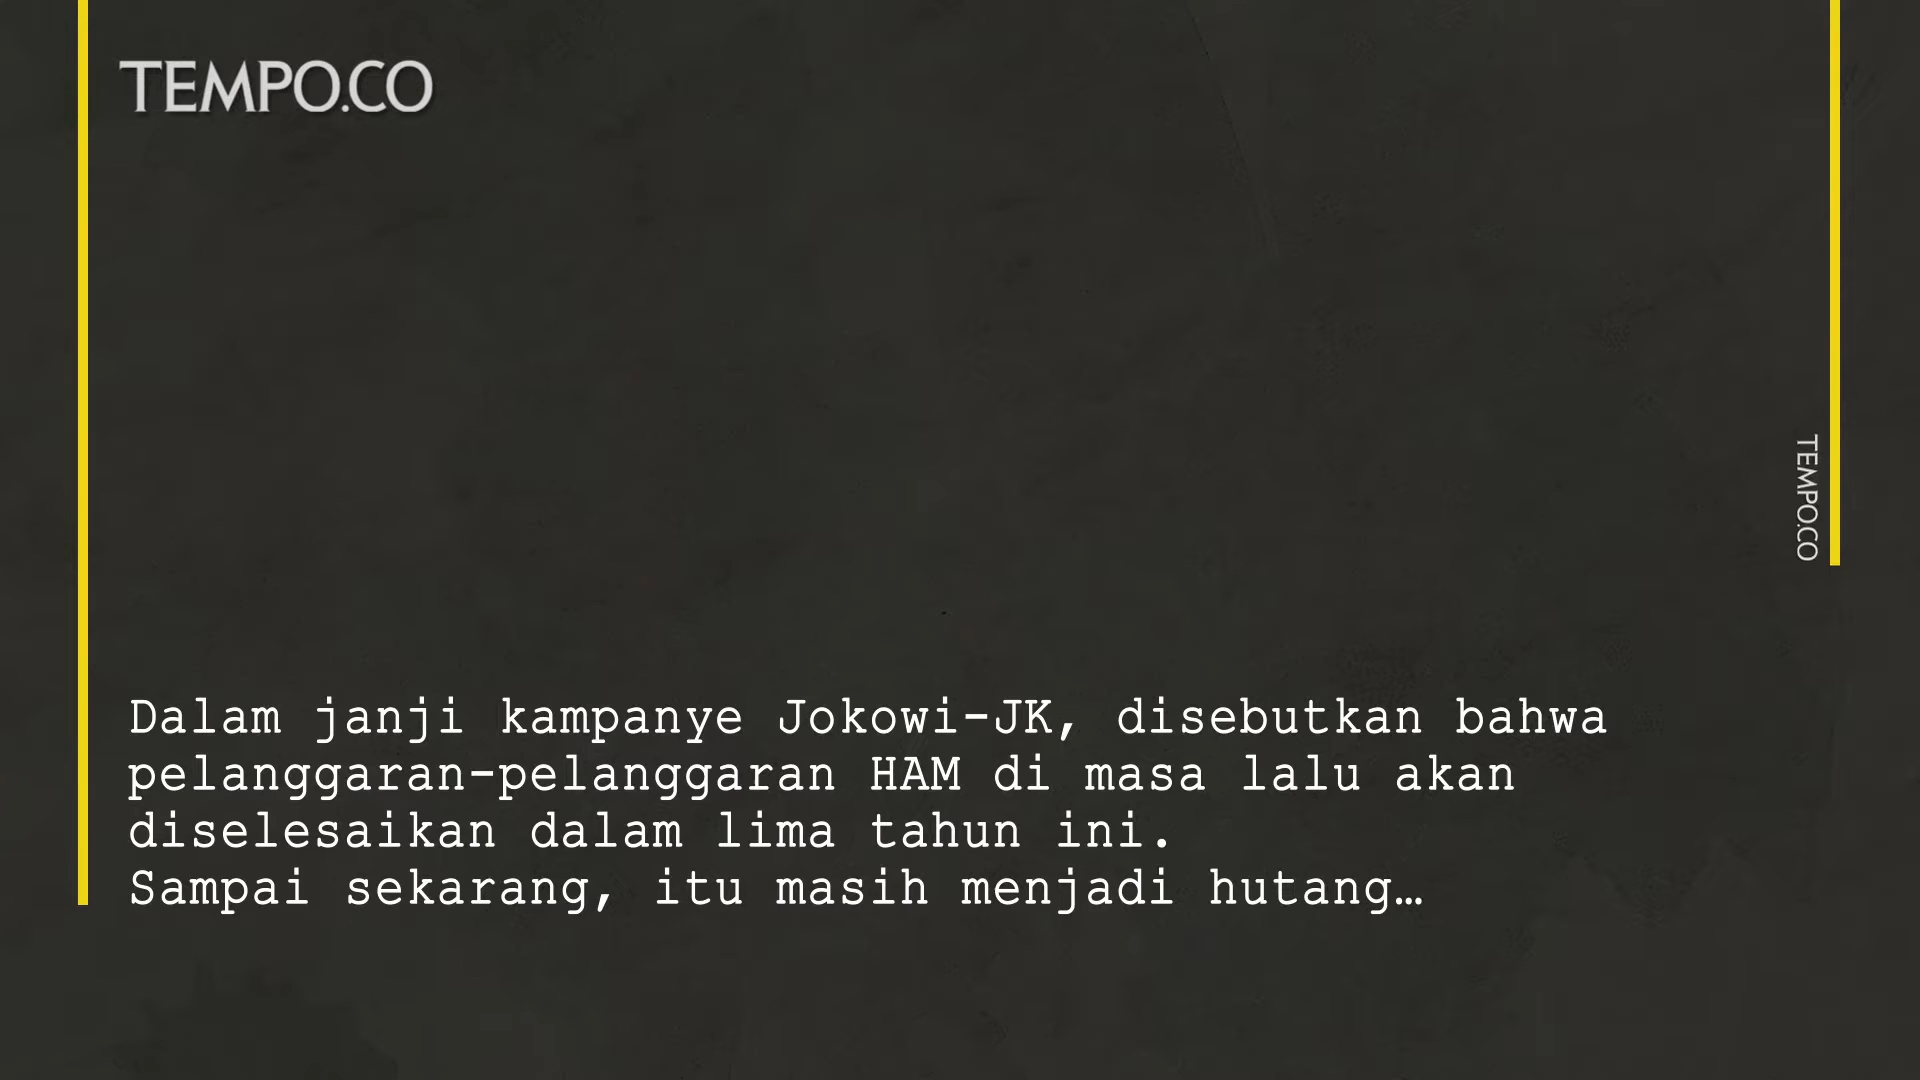 TEMPO.CO
TEMPO.CO
Dalam janji kampanye Jokowi-JK, disebutkan bahwa
pelanggaran-pelanggaran HAM di masa lalu akan
diselesaikan dalam lima tahun ini.
Sampai sekarang, itu masih menjadi hutang…